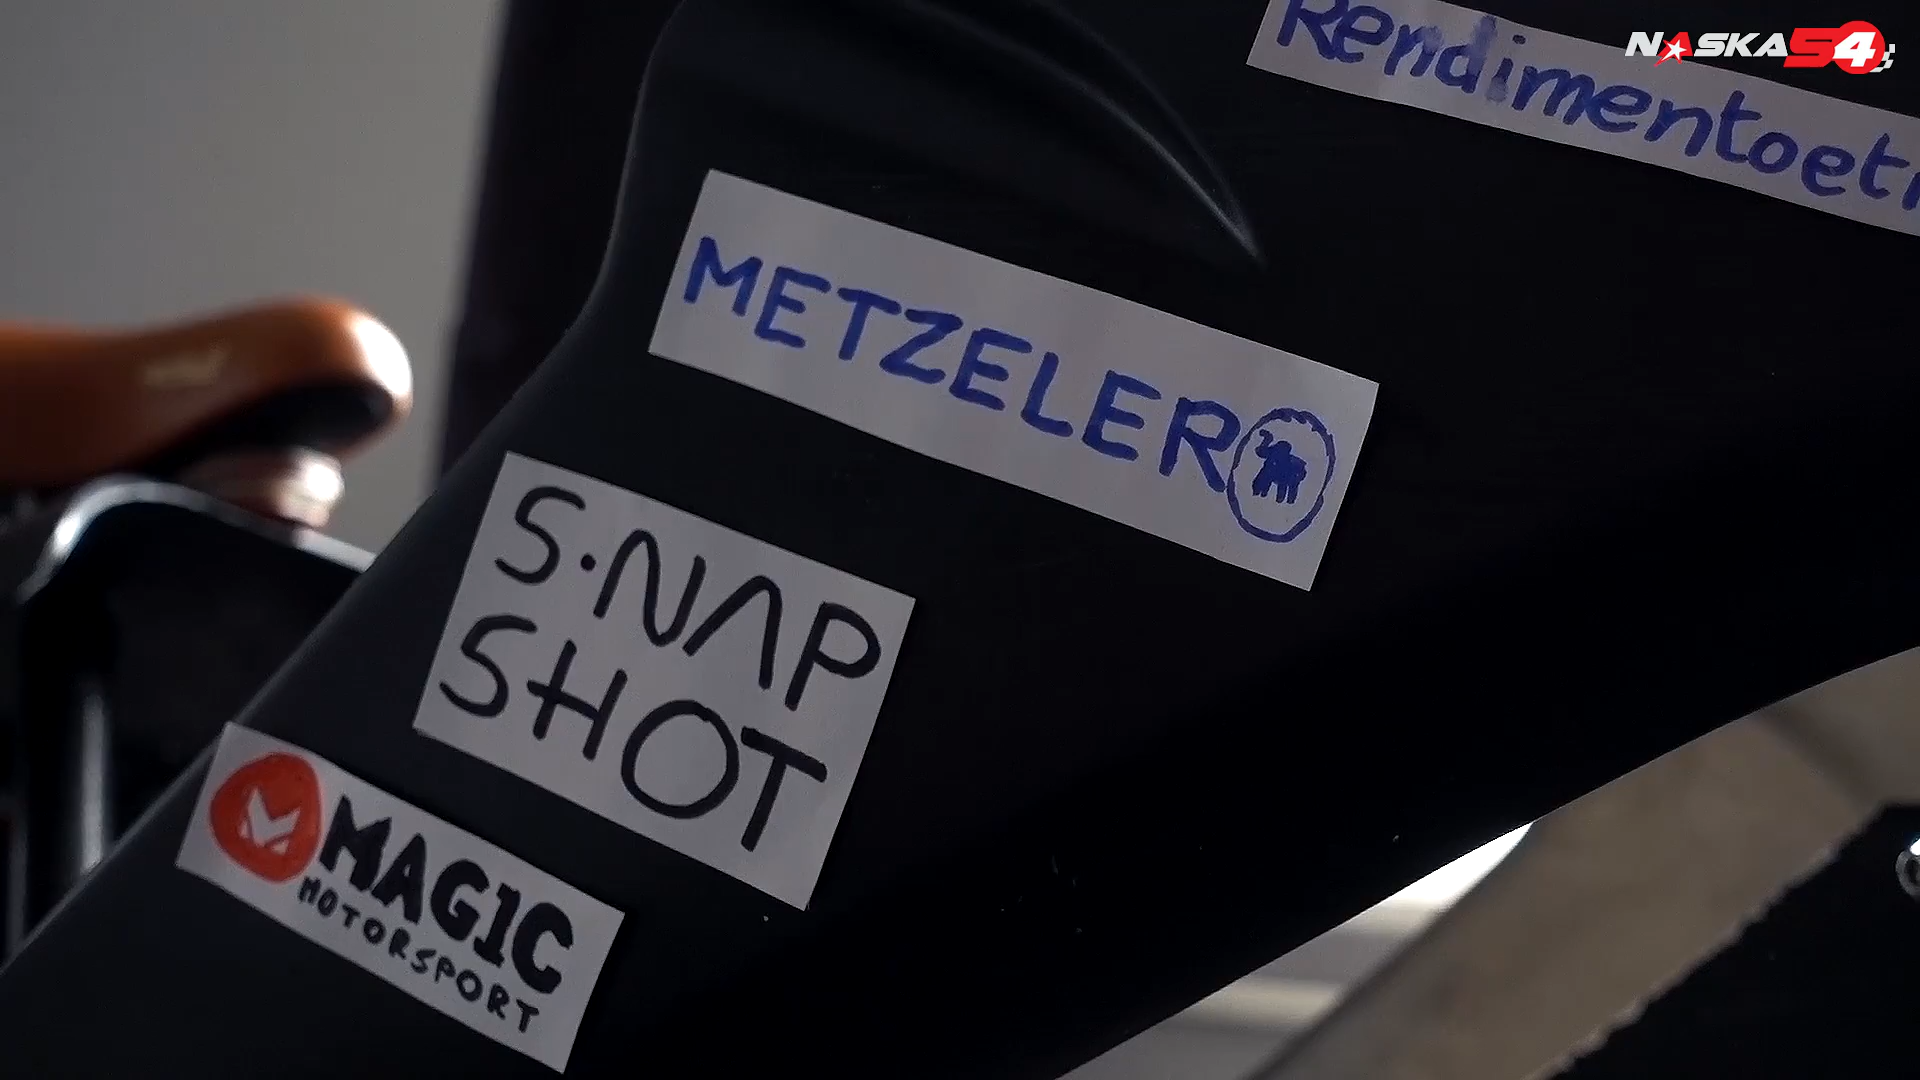 NASKA54
Rendimentoet
METZELER
S·NAP
SHOT
MAGIC
MOTORSPORT